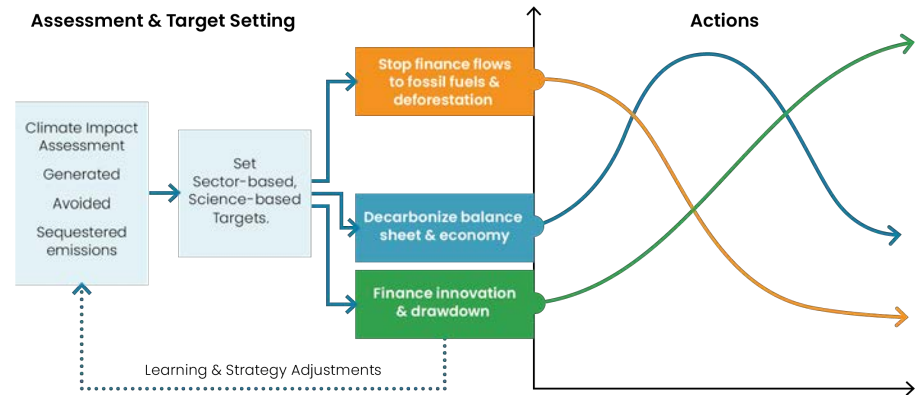 Assessment & Target Setting
Actions
Climate Impact
Assessment
Generated
Avoided
Sequestered
emissions
Set
Sector-based,
Science-based
Targets.
Stop finance flows
to fossil fuels &
deforestation
Decarbonize balance
sheet & economy
Finance innovation
& drawdown
Learning & Strategy Adjustments